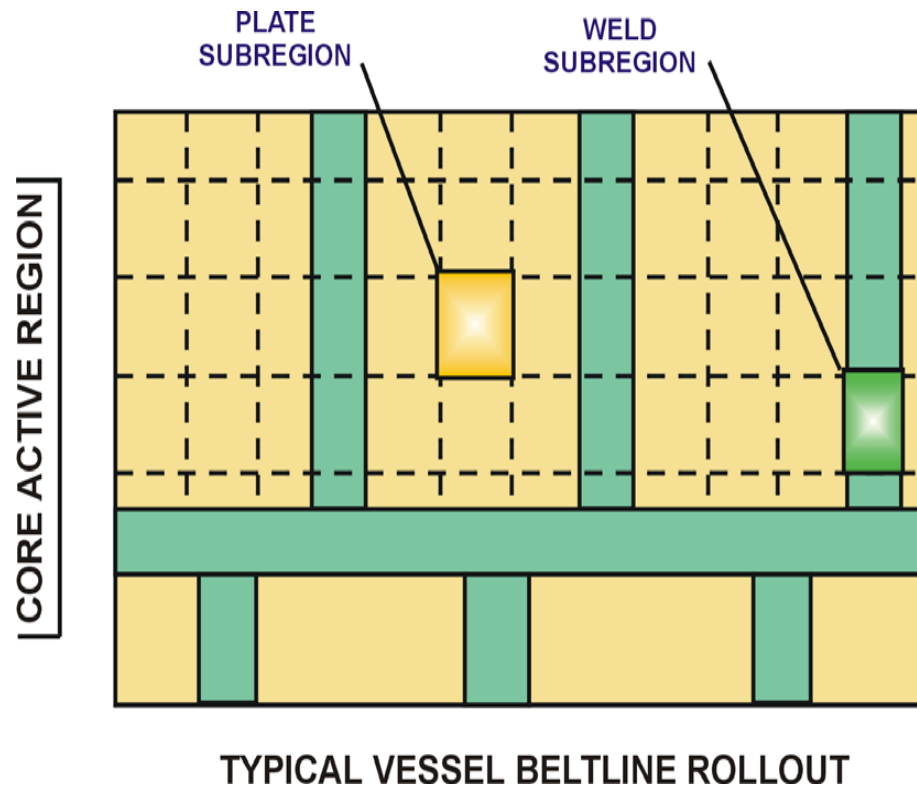 PLATE
SUBREGION
WELD
SUBREGION
CORE ACTIVE REGION
TYPICAL VESSEL BELTLINE ROLLOUT